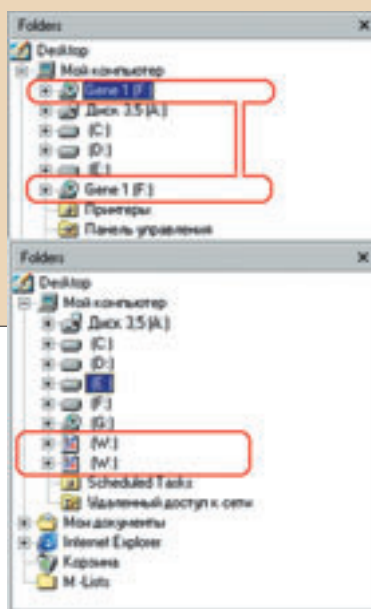 Folders ×
Desktop
Мой компьютер
Gene 1 (F:)
Диск 3,5 (A:)
(C:)
(D:)
(E:)
Gene 1 (F:)
Принтеры
Панель управления
Folders ×
Desktop
Мой компьютер
Диск 3,5 (A:)
(C:)
(D:)
(E:)
(F:)
(G:)
(W:)
(W:)
Scheduled Tasks
Удаленный доступ к сети
Мои документы
Internet Explorer
Корзина
M-Lists